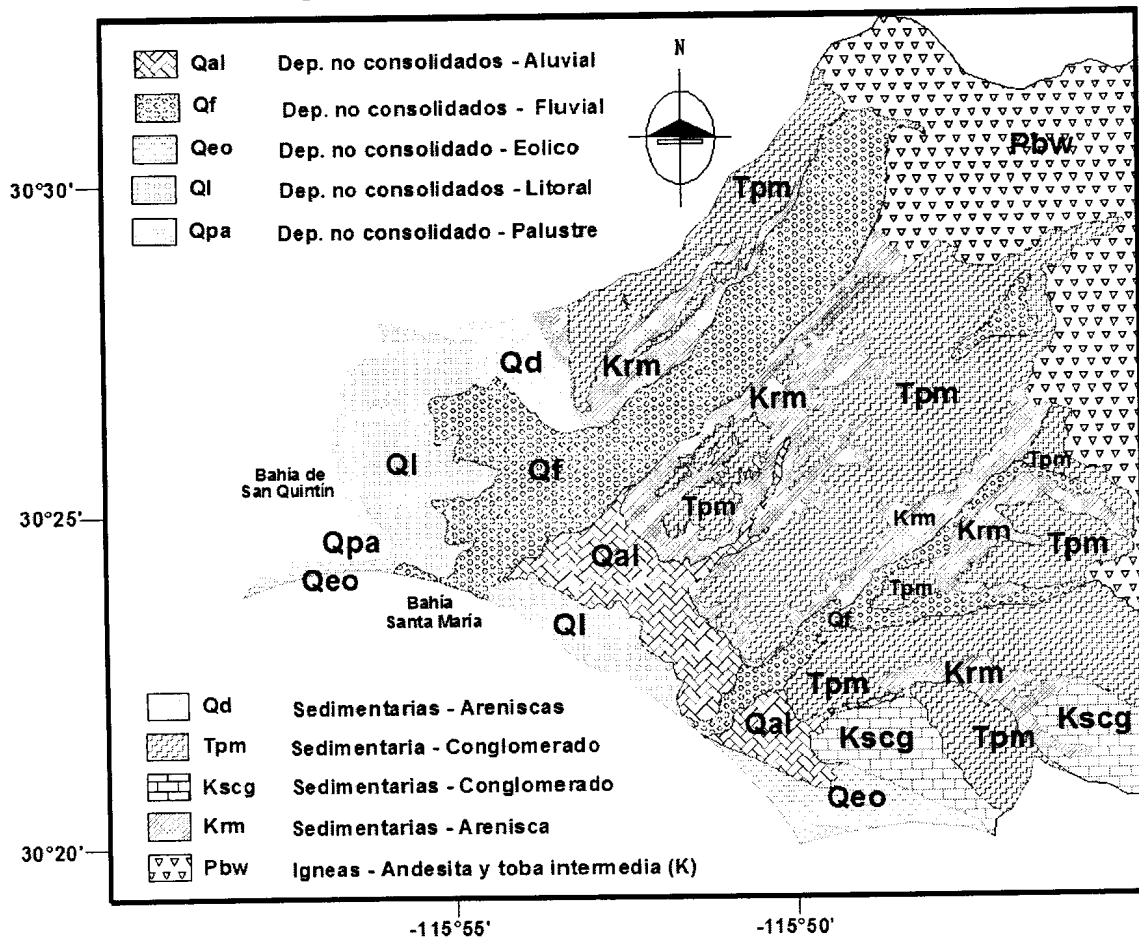 Qal Dep. no consolidados - Aluvial
Qf Dep. no consolidados - Fluvial
Qeo Dep. no consolidado - Eolico
Ql Dep. no consolidados - Litoral
Qpa Dep. no consolidado - Palustre
N
30°30'
30°25'
30°20'
Pbw
Tpm
Qd
Krm
Krm
Tpm
Ql
Qf
Tpm
Bahía de
San Quintín
Tpm
Krm
Krm
Tpm
Qpa
Qal
Qeo
Tpm
Bahía
Santa María
Ql
Qf
Krm
Tpm
Qal
Kscg
Tpm
Kscg
Qeo
Qd Sedimentarias - Areniscas
Tpm Sedimentaria - Conglomerado
Kscg Sedimentarias - Conglomerado
Krm Sedimentarias - Arenisca
Pbw Igneas - Andesita y toba intermedia (K)
-115°55'
-115°50'